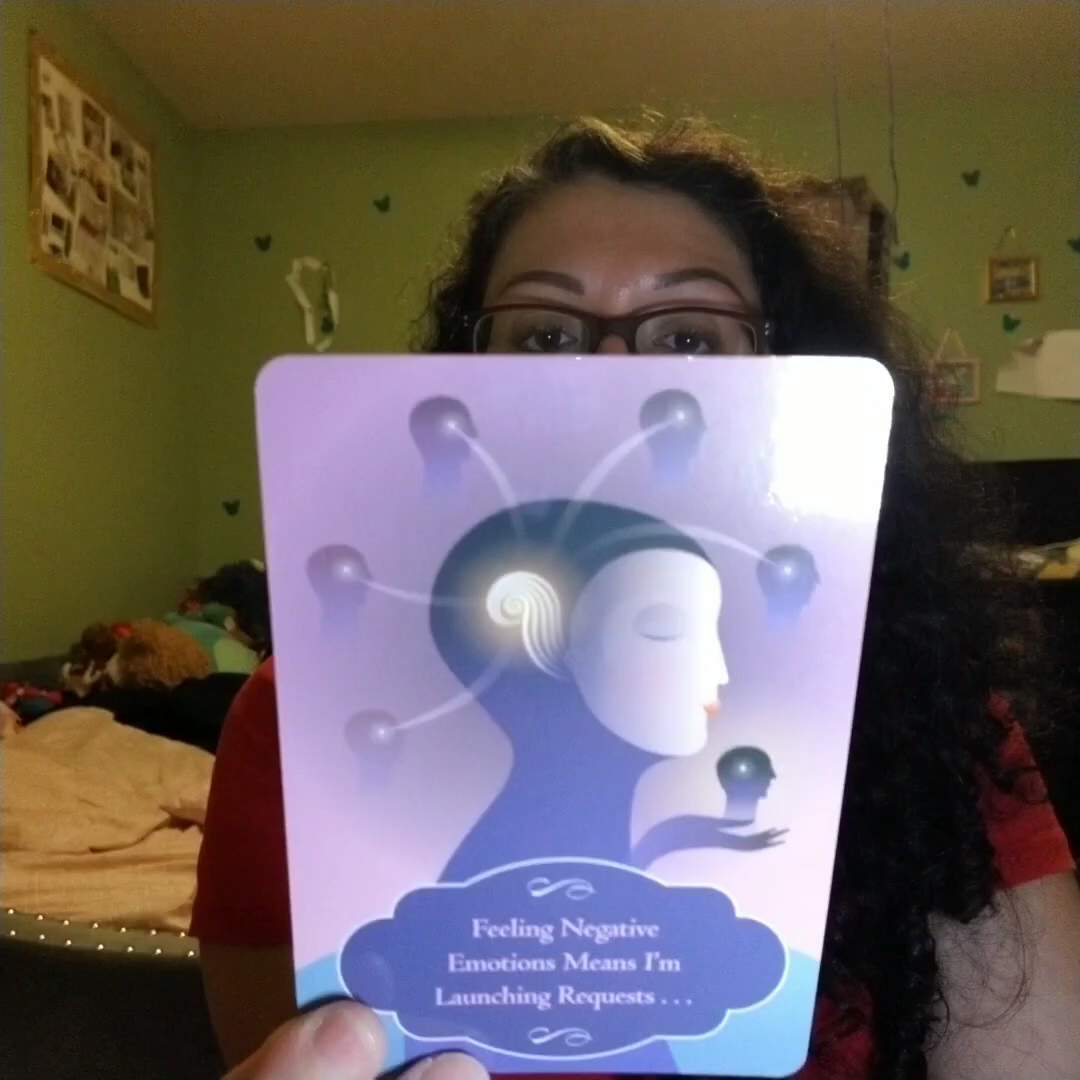 Feeling Negative
Emotions Means I'm
Launching Requests . . .